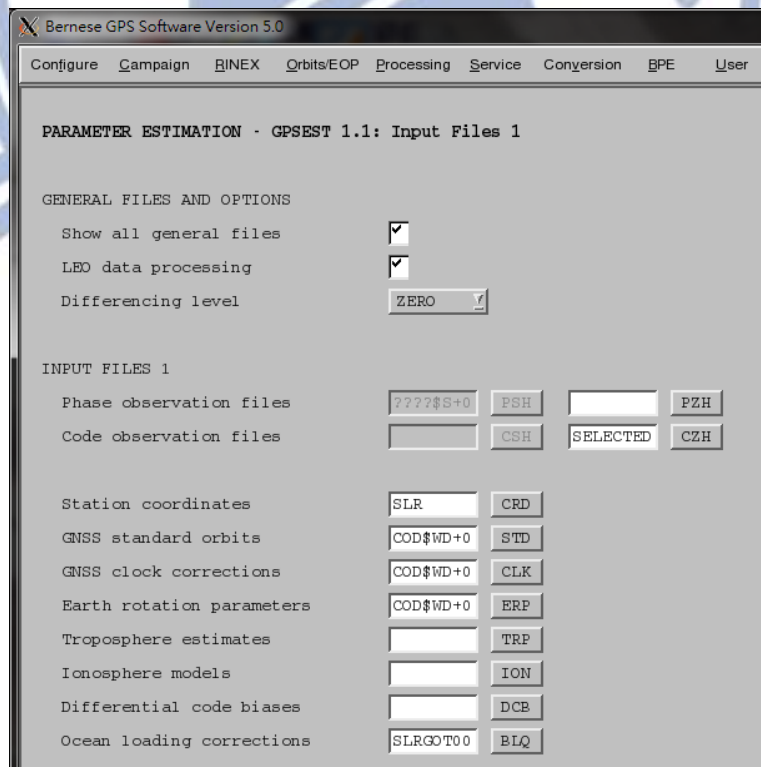 Bernese GPS Software Version 5.0
Configure Campaign RINEX Orbits/EOP Processing Service Conversion BPE User
PARAMETER ESTIMATION - GPSEST 1.1: Input Files 1
GENERAL FILES AND OPTIONS
Show all general files
LEO data processing
Differencing level ZERO
INPUT FILES 1
Phase observation files ????$S+0 PSH PZH
Code observation files CSH SELECTED CZH
Station coordinates SLR CRD
GNSS standard orbits COD$WD+0 STD
GNSS clock corrections COD$WD+0 CLK
Earth rotation parameters COD$WD+0 ERP
Troposphere estimates TRP
Ionosphere models ION
Differential code biases DCB
Ocean loading corrections SLRGOT00 BLQ